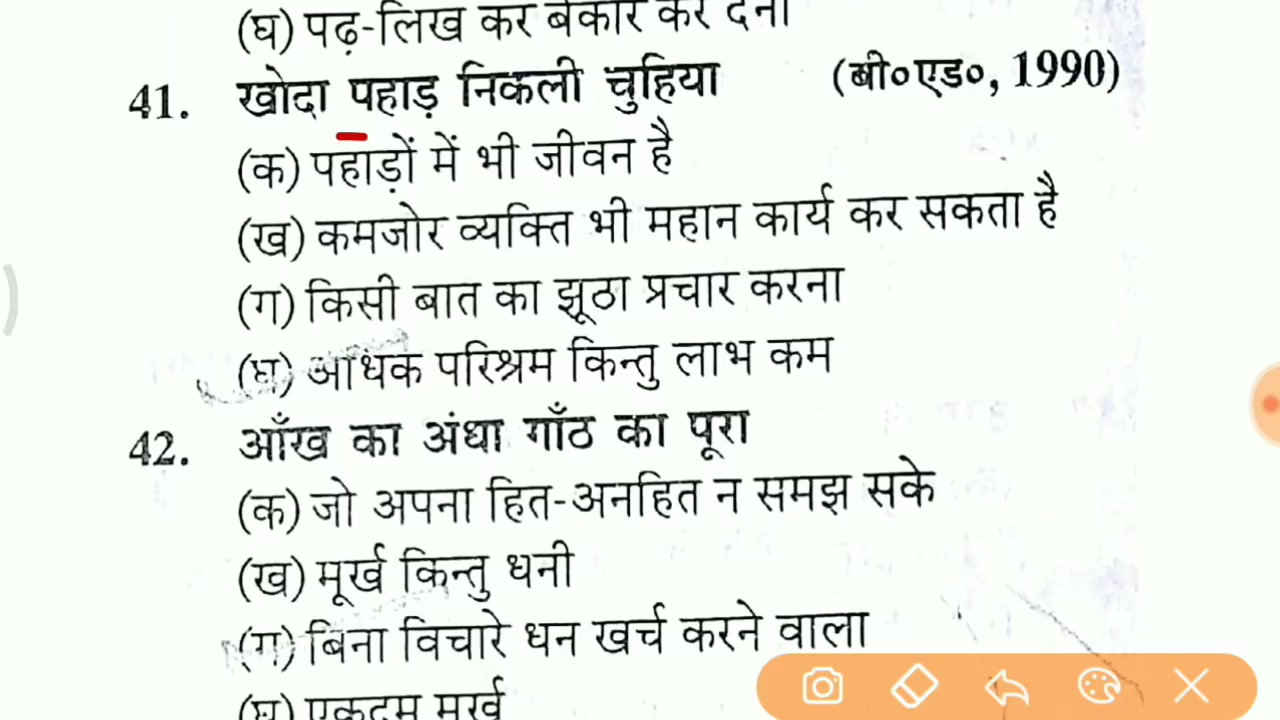 (घ) पढ़-लिख कर बेकार कर देना
41. खोदा पहाड़ निकली चुहिया (बी०एड०, 1990)
(क) पहाड़ों में भी जीवन है
(ख) कमजोर व्यक्ति भी महान कार्य कर सकता है
(ग) किसी बात का झूठा प्रचार करना
(घ) अधिक परिश्रम किन्तु लाभ कम
42. आँख का अंधा गाँठ का पूरा
(क) जो अपना हित-अनहित न समझ सके
(ख) मूर्ख किन्तु धनी
(ग) बिना विचारे धन खर्च करने वाला
(घ) एकदम मूर्ख